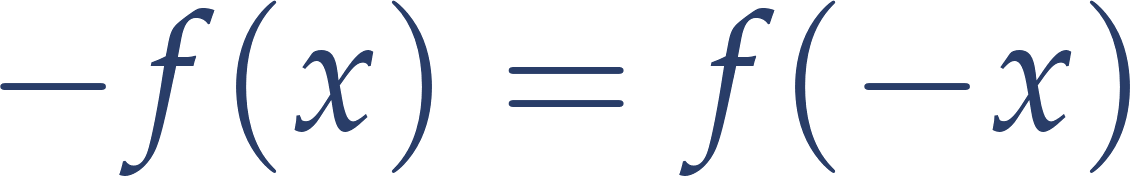 −f(x) = f(−x)